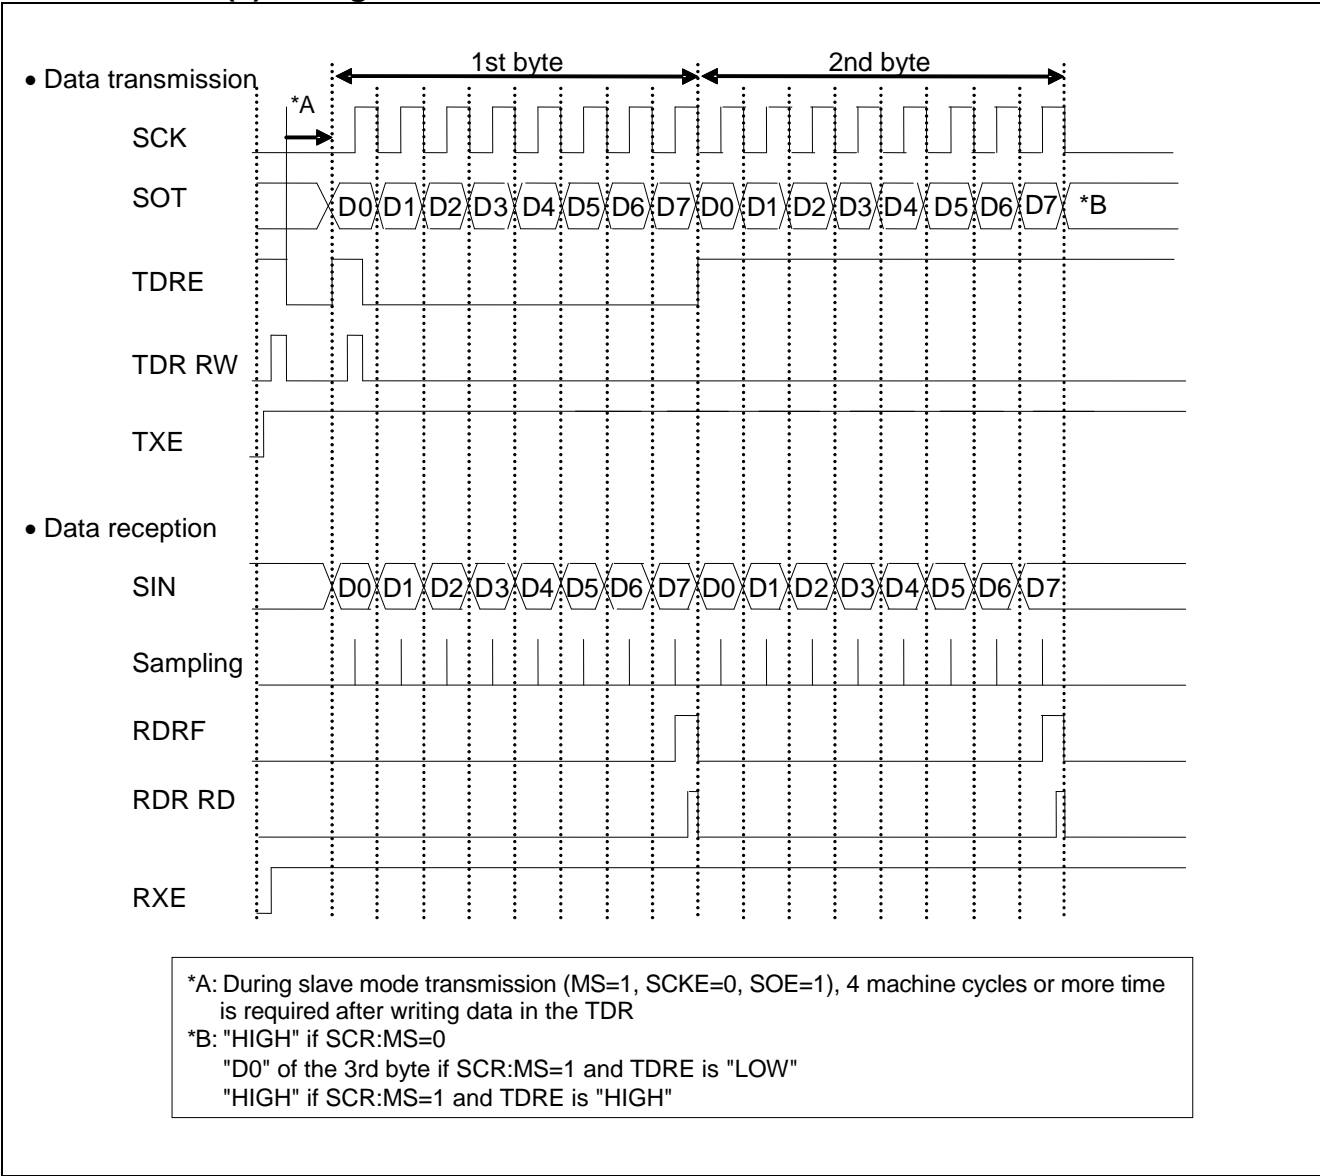 1st byte 2nd byte
• Data transmission
*A
SCK
SOT D0 D1 D2 D3 D4 D5 D6 D7 D0 D1 D2 D3 D4 D5 D6 D7 *B
TDRE
TDR RW
TXE
• Data reception
SIN D0 D1 D2 D3 D4 D5 D6 D7 D0 D1 D2 D3 D4 D5 D6 D7
Sampling
RDRF
RDR RD
RXE
*A: During slave mode transmission (MS=1, SCKE=0, SOE=1), 4 machine cycles or more time
is required after writing data in the TDR
*B: "HIGH" if SCR:MS=0
"D0" of the 3rd byte if SCR:MS=1 and TDRE is "LOW"
"HIGH" if SCR:MS=1 and TDRE is "HIGH"